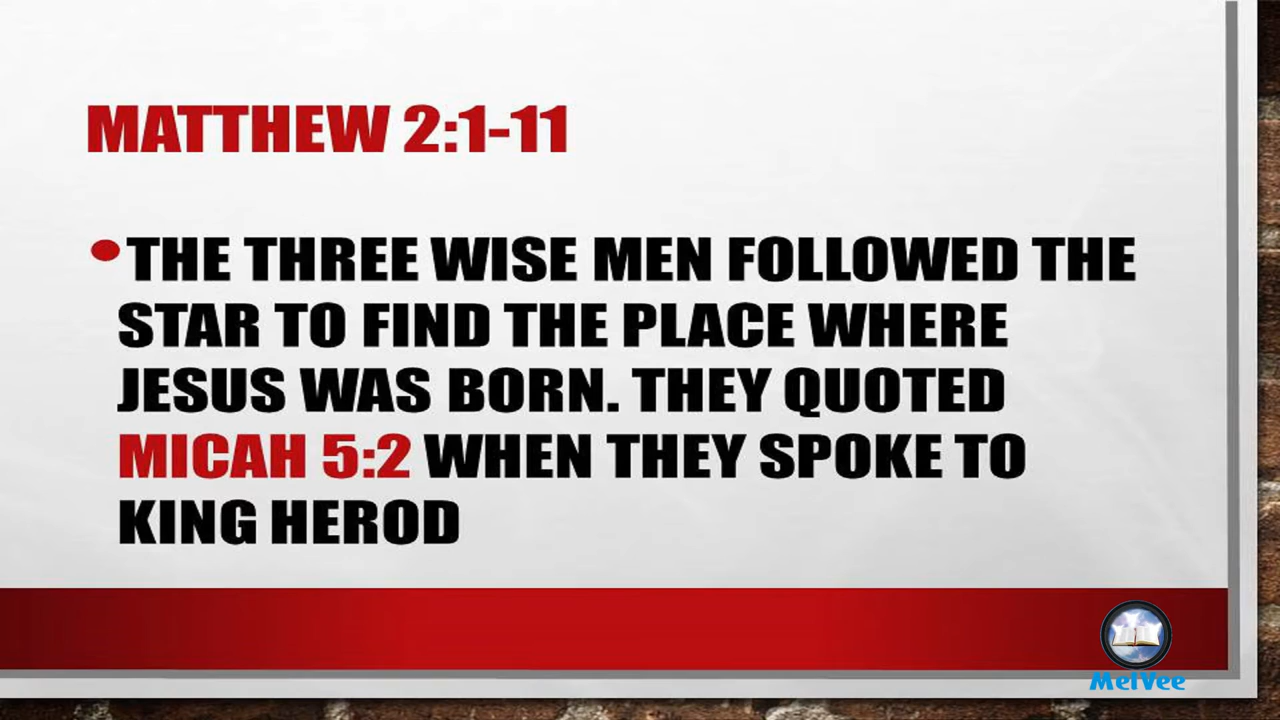 MATTHEW 2:1-11
•THE THREE WISE MEN FOLLOWED THE
STAR TO FIND THE PLACE WHERE
JESUS WAS BORN. THEY QUOTED
MICAH 5:2 WHEN THEY SPOKE TO
KING HEROD
MelVee